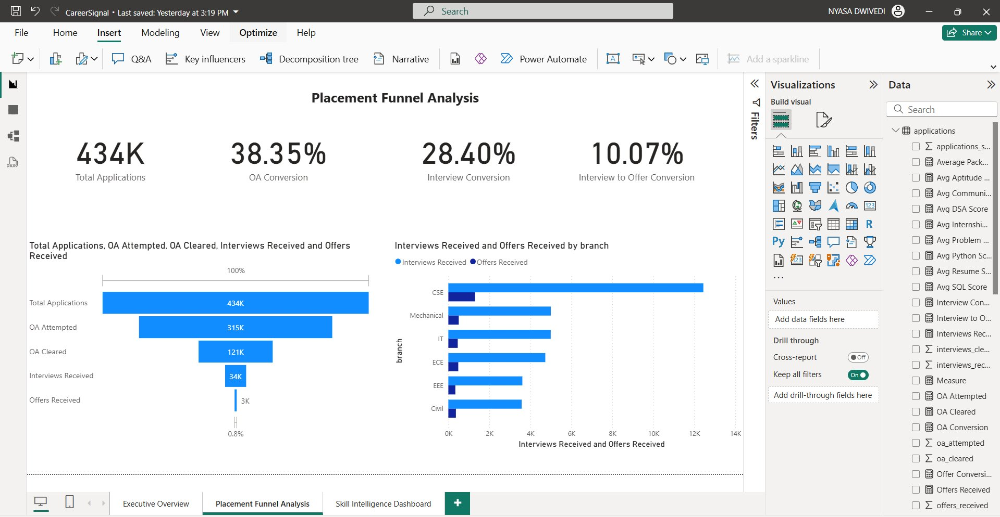 CareerSignal • Last saved: Yesterday at 3:19 PM
Search
NYASA DWIVEDI
File Home Insert Modeling View Optimize Help
Share
Q&A Key influencers Decomposition tree Narrative Power Automate Add a sparkline
Placement Funnel Analysis
434K
Total Applications
38.35%
OA Conversion
28.40%
Interview Conversion
10.07%
Interview to Offer Conversion
Total Applications, OA Attempted, OA Cleared, Interviews Received and Offers
Received
100%
Total Applications 434K
OA Attempted 315K
OA Cleared 121K
Interviews Received 34K
Offers Received 3K
0.8%
Interviews Received and Offers Received by branch
Interviews Received Offers Received
branch
CSE
Mechanical
IT
ECE
EEE
Civil
0K 2K 4K 6K 8K 10K 12K 14K
Interviews Received and Offers Received
Filters
Visualizations
Build visual
123
R
Py
123
...
Values
Add data fields here
Drill through
Cross-report Off
Keep all filters On
Add drill-through fields here
Data
Search
applications
applications_s...
Average Pack...
Avg Aptitude ...
Avg Communi...
Avg DSA Score
Avg Internshi...
Avg Problem ...
Avg Python Sc...
Avg Resume S...
Avg SQL Score
Interview Con...
Interview to O...
Interviews Rec...
interviews_cle...
interviews_rec...
Measure
OA Attempted
OA Cleared
OA Conversion
oa_attempted
oa_cleared
Offer Conversi...
Offers Received
offers_received
DAX
Executive Overview Placement Funnel Analysis Skill Intelligence Dashboard +